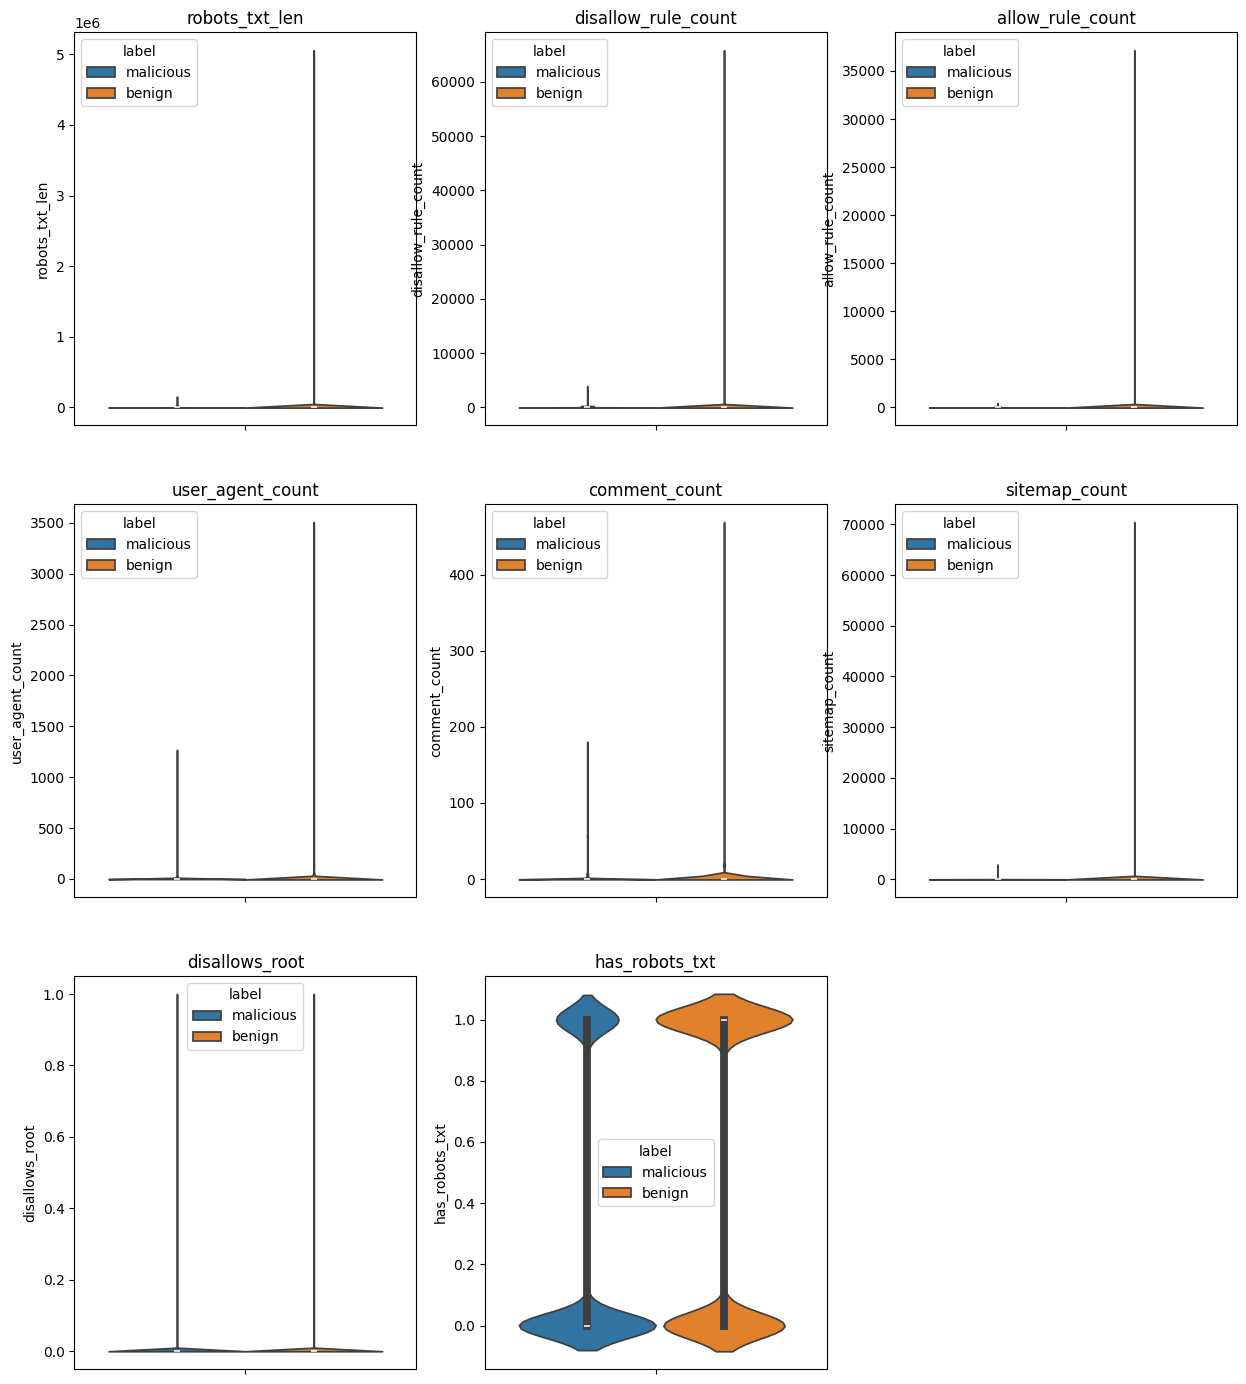 robots_txt_len
1e6
label
malicious
benign
5
4
3
2
1
0
robots_txt_len
disallow_rule_count
label
malicious
benign
60000
50000
40000
30000
20000
10000
0
disallow_rule_count
allow_rule_count
label
malicious
benign
35000
30000
25000
20000
15000
10000
5000
0
allow_rule_count
user_agent_count
label
malicious
benign
3500
3000
2500
2000
1500
1000
500
0
user_agent_count
comment_count
label
malicious
benign
400
300
200
100
0
comment_count
sitemap_count
label
malicious
benign
70000
60000
50000
40000
30000
20000
10000
0
sitemap_count
disallows_root
label
malicious
benign
1.0
0.8
0.6
0.4
0.2
0.0
disallows_root
has_robots_txt
1.0
0.8
0.6
0.4
0.2
0.0
label
malicious
benign
has_robots_txt